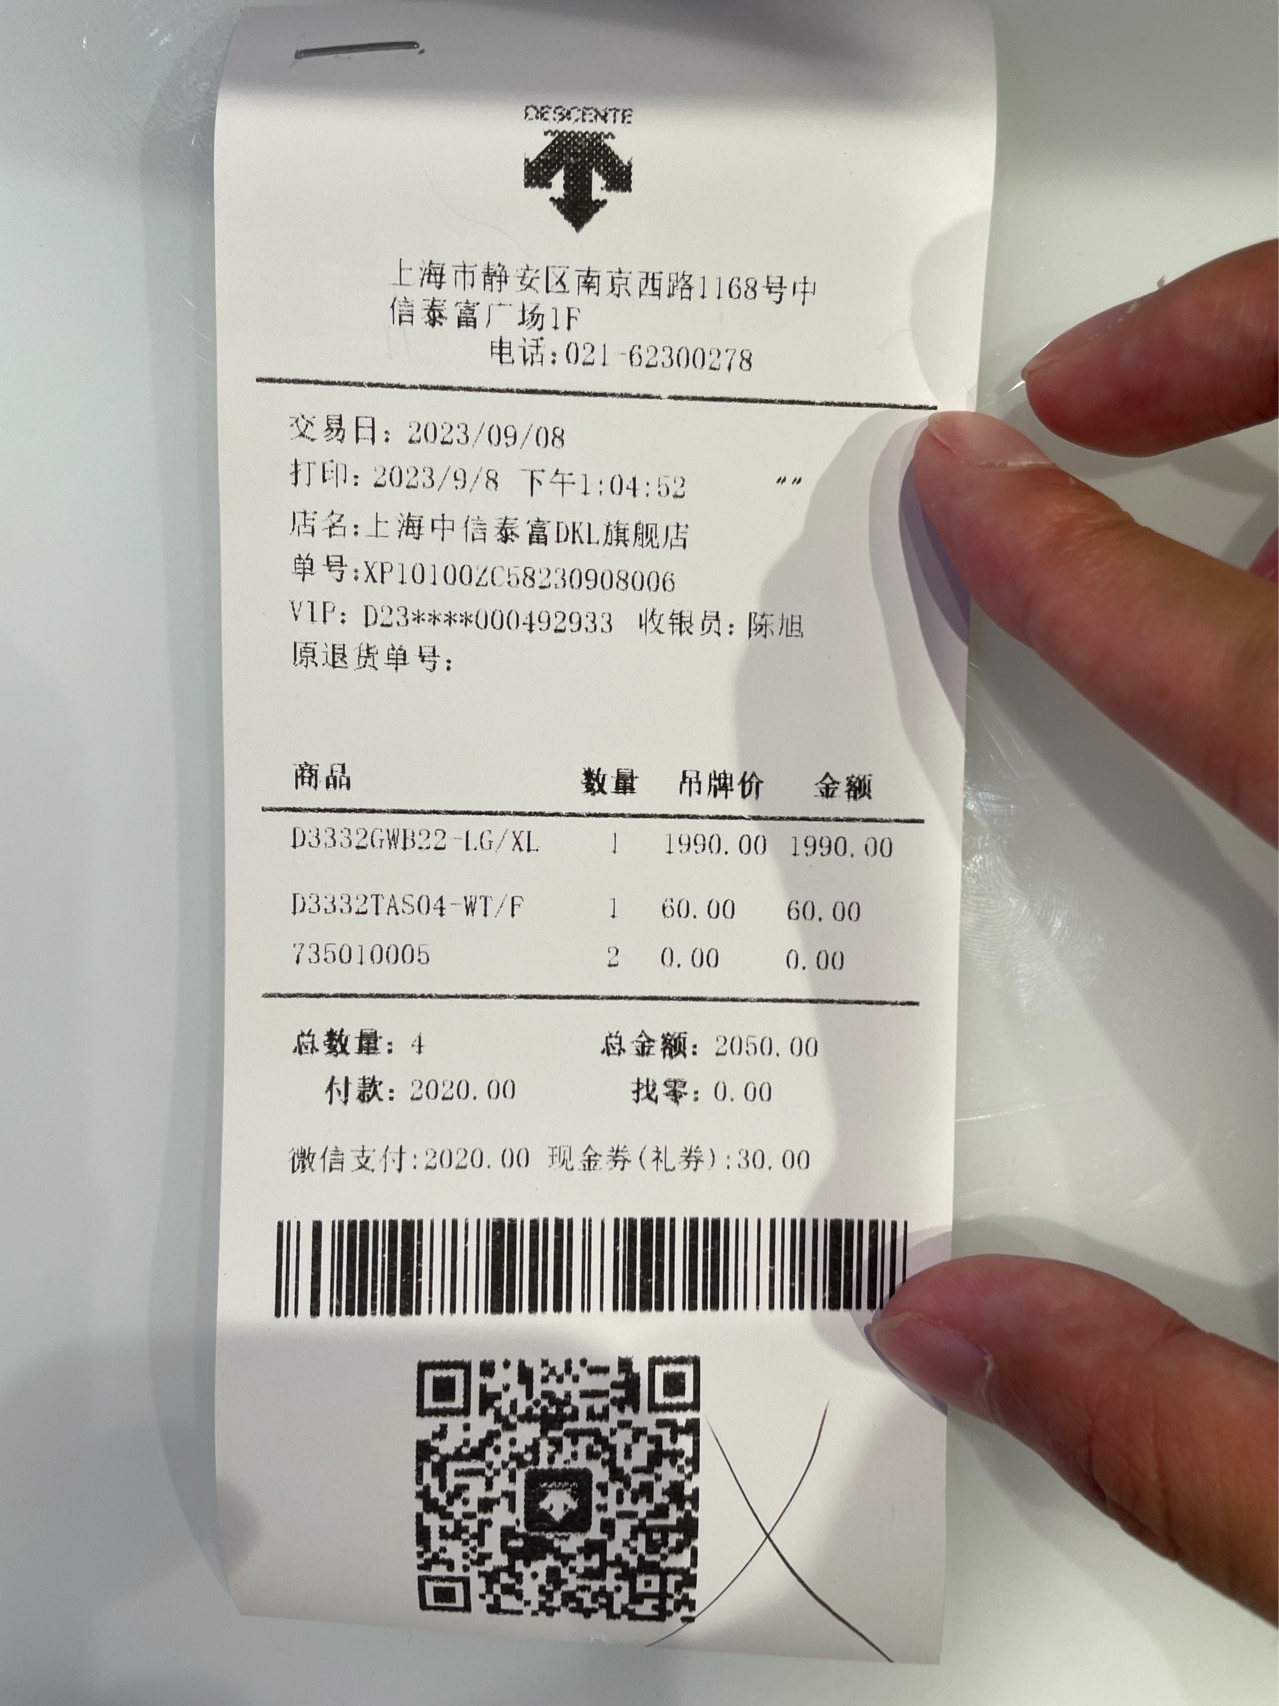 DESCENTE
上海市静安区南京西路1168号中
信泰富广场1F
电话:021-62300278
交易日: 2023/09/08
打印: 2023/9/8 下午1:04:52 ""
店名:上海中信泰富DKL旗舰店
单号:XP10100ZC58230908006
VIP: D23****000492933 收银员: 陈旭
原退货单号:
商品 数量 吊牌价 金额
D3332GWB22-LG/XL 1 1990.00 1990.00
D3332TAS04-WT/F 1 60.00 60.00
735010005 2 0.00 0.00
总数量: 4 总金额: 2050.00
付款: 2020.00 找零: 0.00
微信支付:2020.00 现金券(礼券):30.00